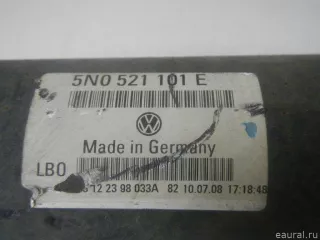 5N0 521 101 E
Made in Germany
LBO
12 23 98 033A 82 10.07.08 17:18:48
eaural.ru